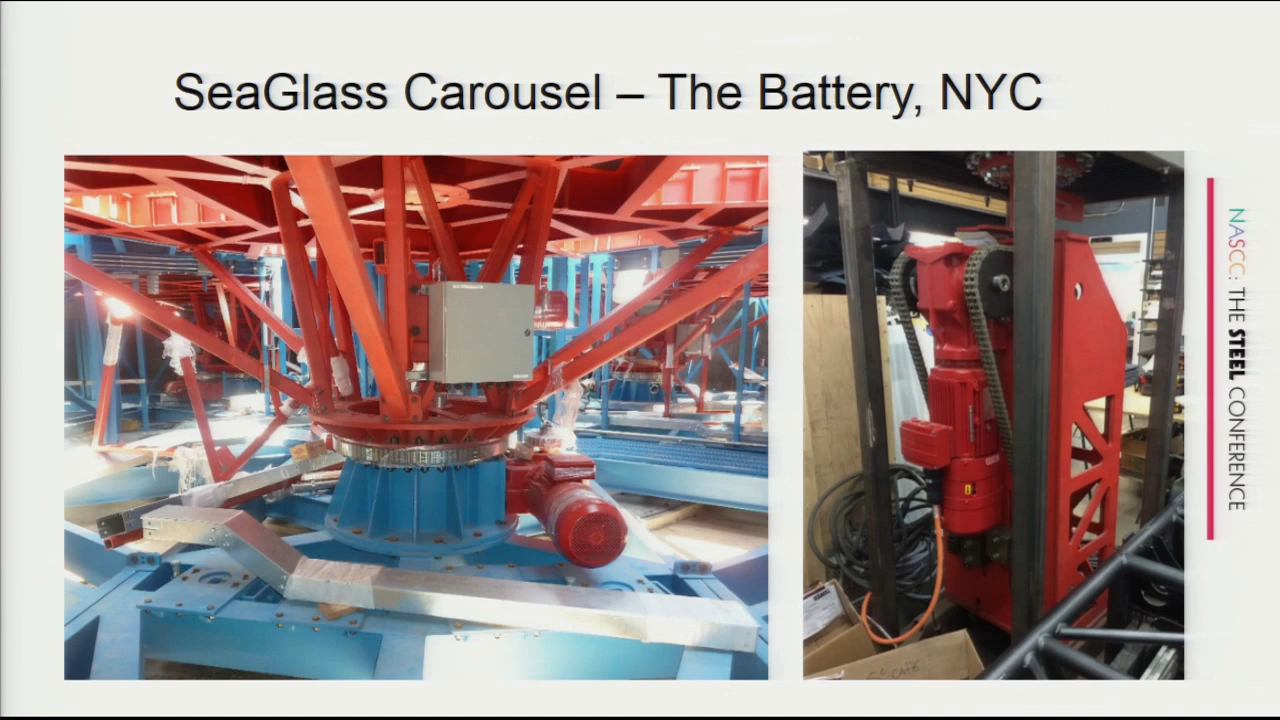 SeaGlass Carousel – The Battery, NYC
NASCC: THE STEEL CONFERENCE